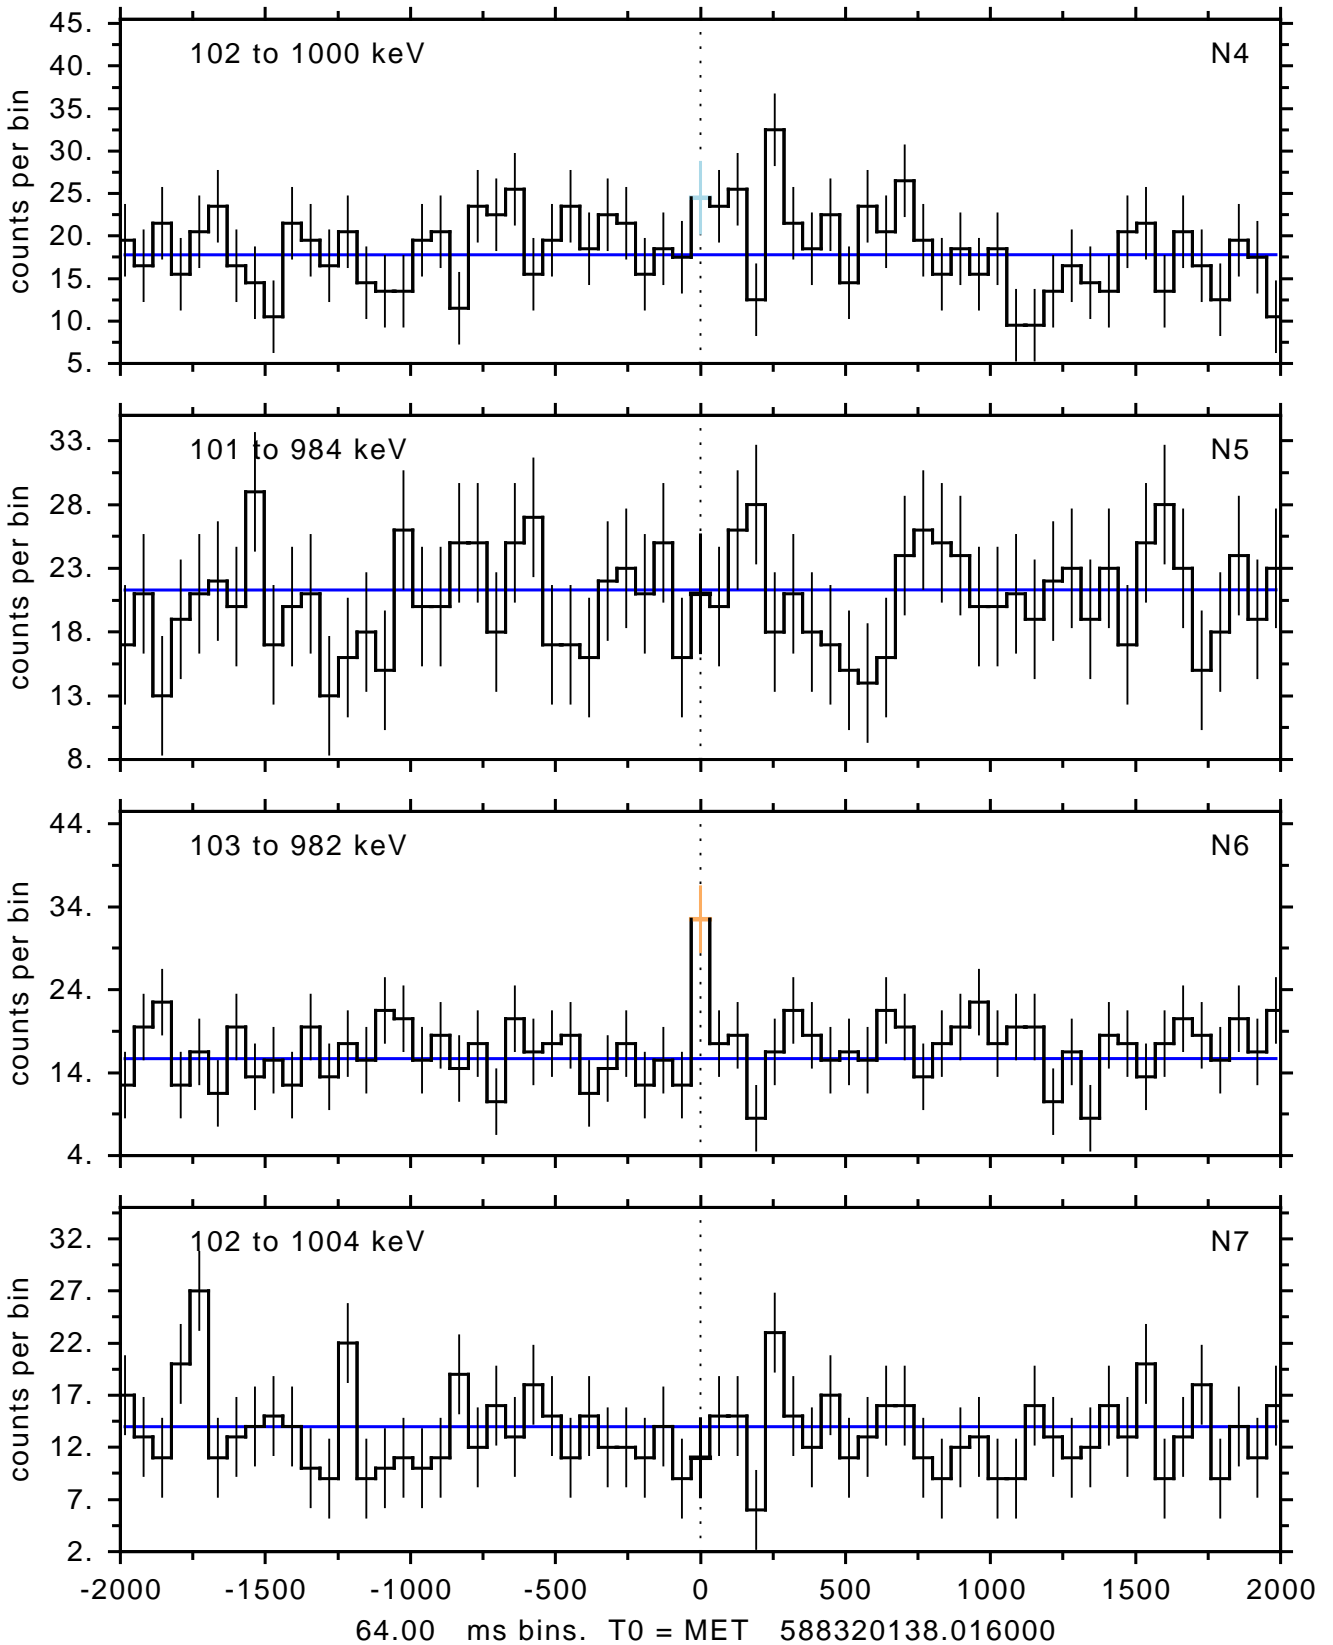 45.
40.
35.
30.
25.
20.
15.
10.
5.
counts per bin
102 to 1000 keV
N4
33.
28.
23.
18.
13.
8.
counts per bin
101 to 984 keV
N5
44.
34.
24.
14.
4.
counts per bin
103 to 982 keV
N6
32.
27.
22.
17.
12.
7.
2.
counts per bin
102 to 1004 keV
N7
-2000 -1500 -1000 -500 0 500 1000 1500 2000
64.00 ms bins. T0 = MET 588320138.016000